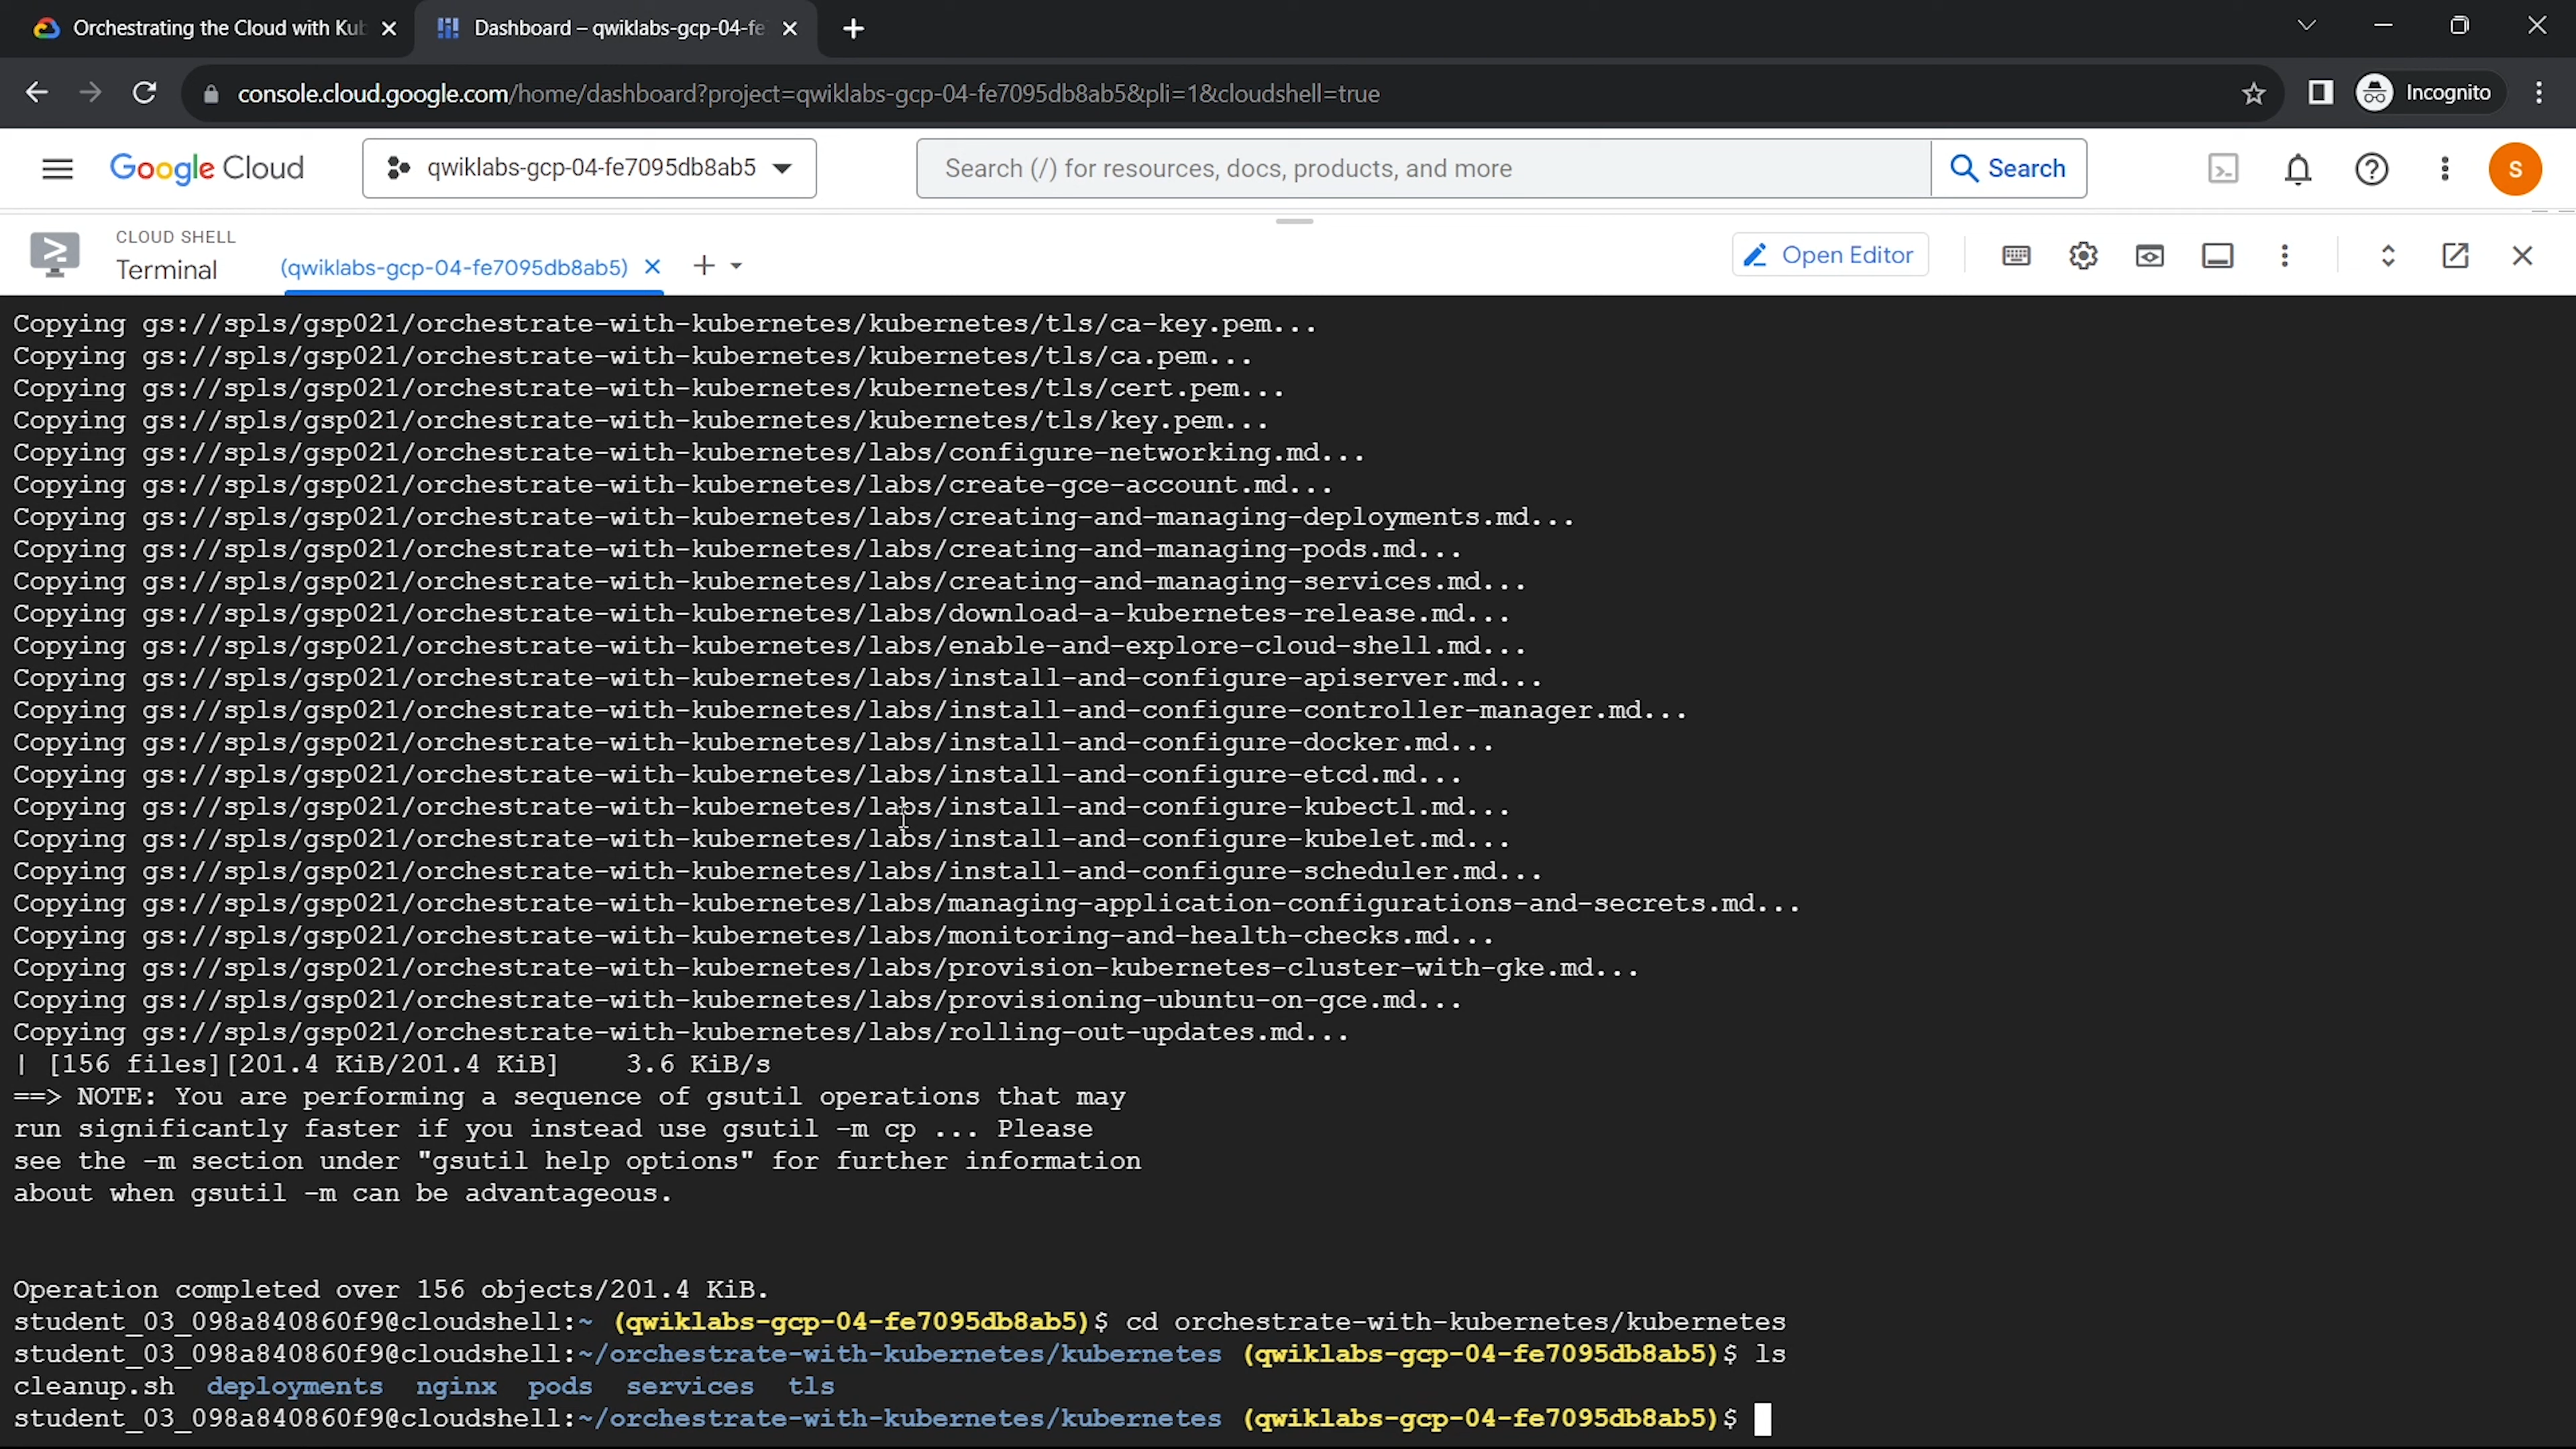 Orchestrating the Cloud with Kub
Dashboard – qwiklabs-gcp-04-fe
console.cloud.google.com/home/dashboard?project=qwiklabs-gcp-04-fe7095db8ab5&pli=1&cloudshell=true
Incognito
Google Cloud
qwiklabs-gcp-04-fe7095db8ab5
Search (/) for resources, docs, products, and more
Search
S
CLOUD SHELL
Terminal
(qwiklabs-gcp-04-fe7095db8ab5)
Open Editor
Copying gs://spls/gsp021/orchestrate-with-kubernetes/kubernetes/tls/ca-key.pem...
Copying gs://spls/gsp021/orchestrate-with-kubernetes/kubernetes/tls/ca.pem...
Copying gs://spls/gsp021/orchestrate-with-kubernetes/kubernetes/tls/cert.pem...
Copying gs://spls/gsp021/orchestrate-with-kubernetes/kubernetes/tls/key.pem...
Copying gs://spls/gsp021/orchestrate-with-kubernetes/labs/configure-networking.md...
Copying gs://spls/gsp021/orchestrate-with-kubernetes/labs/create-gce-account.md...
Copying gs://spls/gsp021/orchestrate-with-kubernetes/labs/creating-and-managing-deployments.md...
Copying gs://spls/gsp021/orchestrate-with-kubernetes/labs/creating-and-managing-pods.md...
Copying gs://spls/gsp021/orchestrate-with-kubernetes/labs/creating-and-managing-services.md...
Copying gs://spls/gsp021/orchestrate-with-kubernetes/labs/download-a-kubernetes-release.md...
Copying gs://spls/gsp021/orchestrate-with-kubernetes/labs/enable-and-explore-cloud-shell.md...
Copying gs://spls/gsp021/orchestrate-with-kubernetes/labs/install-and-configure-apiserver.md...
Copying gs://spls/gsp021/orchestrate-with-kubernetes/labs/install-and-configure-controller-manager.md...
Copying gs://spls/gsp021/orchestrate-with-kubernetes/labs/install-and-configure-docker.md...
Copying gs://spls/gsp021/orchestrate-with-kubernetes/labs/install-and-configure-etcd.md...
Copying gs://spls/gsp021/orchestrate-with-kubernetes/labs/install-and-configure-kubectl.md...
Copying gs://spls/gsp021/orchestrate-with-kubernetes/labs/install-and-configure-kubelet.md...
Copying gs://spls/gsp021/orchestrate-with-kubernetes/labs/install-and-configure-scheduler.md...
Copying gs://spls/gsp021/orchestrate-with-kubernetes/labs/managing-application-configurations-and-secrets.md...
Copying gs://spls/gsp021/orchestrate-with-kubernetes/labs/monitoring-and-health-checks.md...
Copying gs://spls/gsp021/orchestrate-with-kubernetes/labs/provision-kubernetes-cluster-with-gke.md...
Copying gs://spls/gsp021/orchestrate-with-kubernetes/labs/provisioning-ubuntu-on-gce.md...
Copying gs://spls/gsp021/orchestrate-with-kubernetes/labs/rolling-out-updates.md...
| [156 files][201.4 KiB/201.4 KiB]    3.6 KiB/s
==> NOTE: You are performing a sequence of gsutil operations that may
run significantly faster if you instead use gsutil -m cp ... Please
see the -m section under "gsutil help options" for further information
about when gsutil -m can be advantageous.
Operation completed over 156 objects/201.4 KiB.
student_03_098a840860f9@cloudshell:~ (qwiklabs-gcp-04-fe7095db8ab5)$ cd orchestrate-with-kubernetes/kubernetes
student_03_098a840860f9@cloudshell:~/orchestrate-with-kubernetes/kubernetes (qwiklabs-gcp-04-fe7095db8ab5)$ ls
cleanup.sh  deployments  nginx  pods  services  tls
student_03_098a840860f9@cloudshell:~/orchestrate-with-kubernetes/kubernetes (qwiklabs-gcp-04-fe7095db8ab5)$